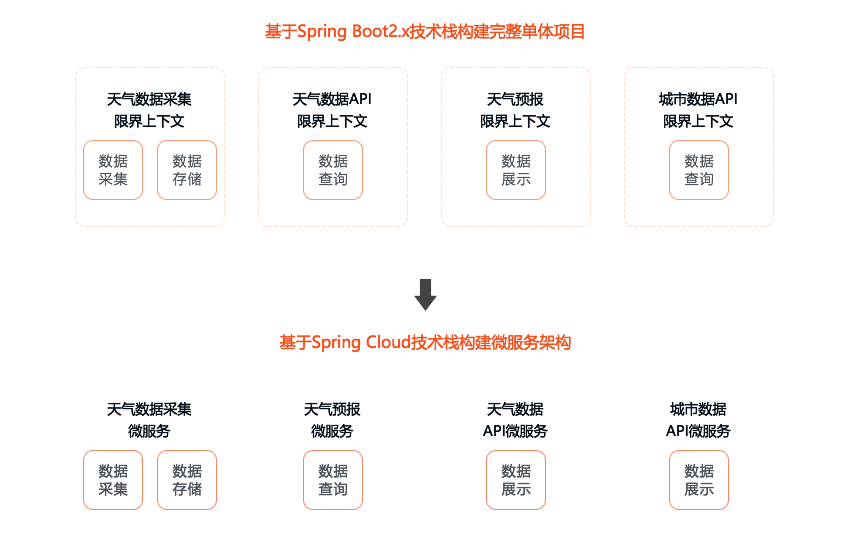 基于Spring Boot2.x技术栈构建完整单体项目
天气数据采集
限界上下文
数据
采集
数据
存储
天气数据API
限界上下文
数据
查询
天气预报
限界上下文
数据
展示
城市数据API
限界上下文
数据
查询
基于Spring Cloud技术栈构建微服务架构
天气数据采集
微服务
数据
采集
数据
存储
天气预报
微服务
数据
查询
天气数据
API微服务
数据
展示
城市数据
API微服务
数据
展示